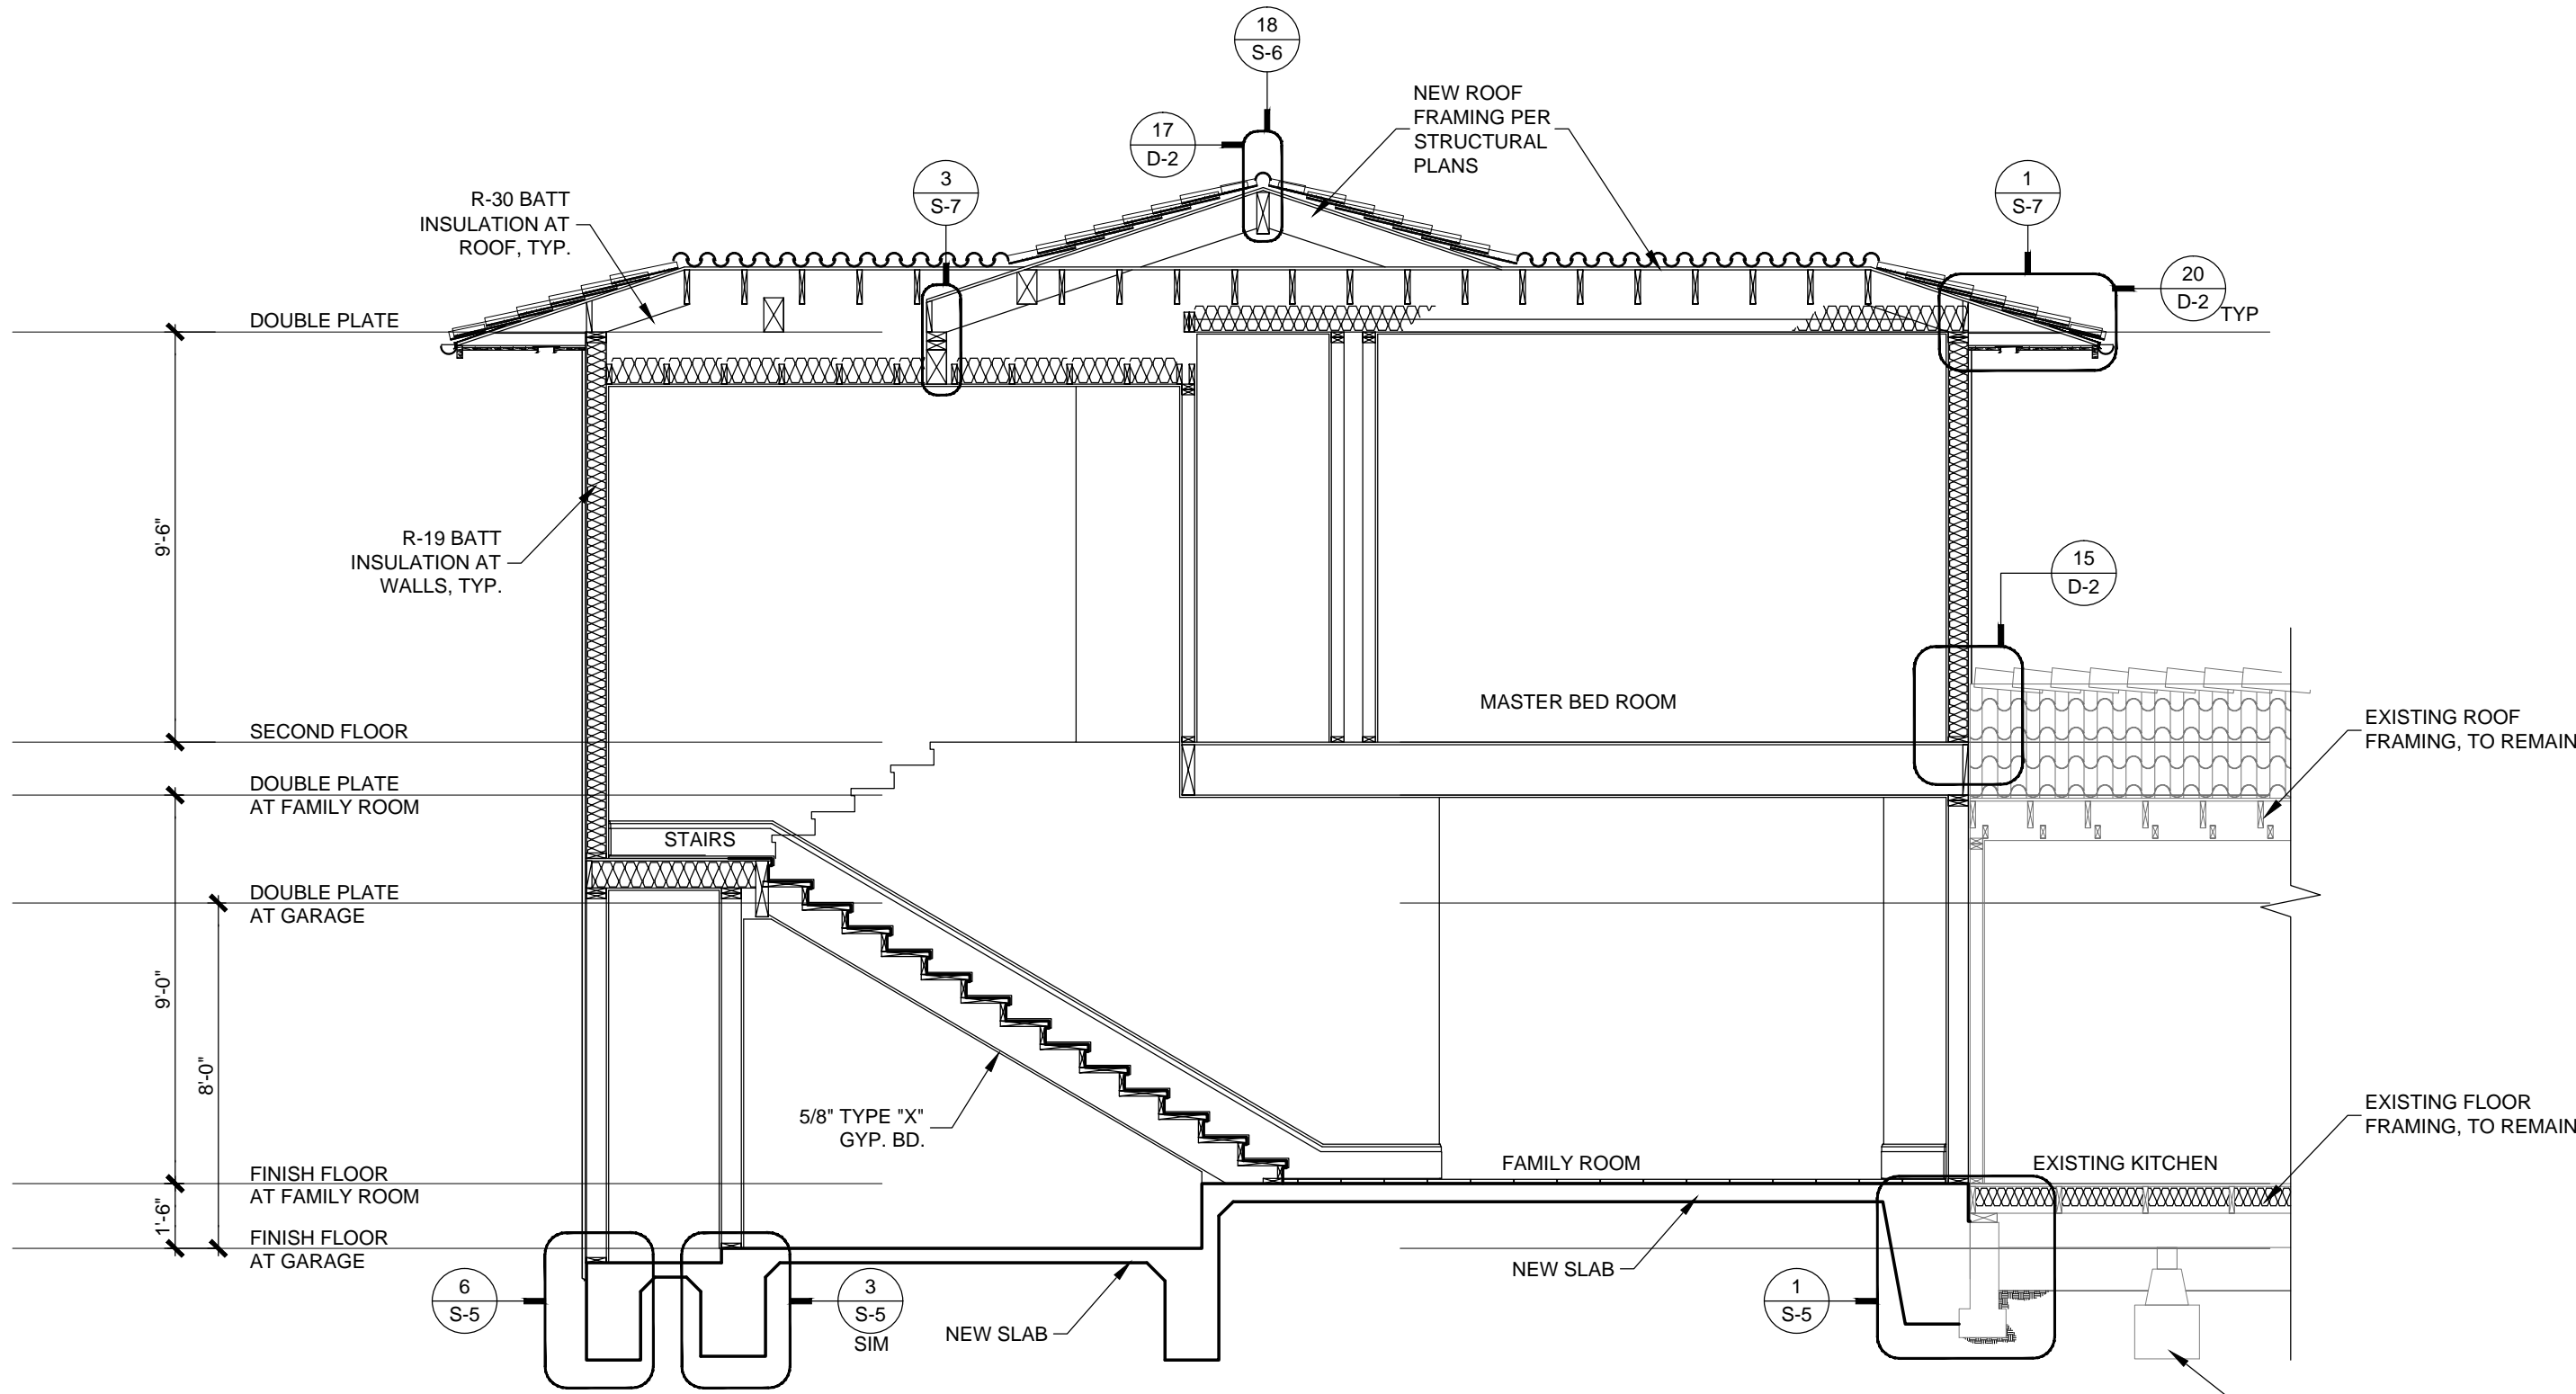 18
S-6
17
D-2
NEW ROOF
FRAMING PER
STRUCTURAL
PLANS
3
S-7
1
S-7
R-30 BATT
INSULATION AT
ROOF, TYP.
20
D-2
TYP
DOUBLE PLATE
9'-6"
R-19 BATT
INSULATION AT
WALLS, TYP.
15
D-2
MASTER BED ROOM
SECOND FLOOR
EXISTING ROOF
FRAMING, TO REMAIN
DOUBLE PLATE
AT FAMILY ROOM
STAIRS
DOUBLE PLATE
AT GARAGE
9'-0"
8'-0"
5/8" TYPE "X"
GYP. BD.
EXISTING FLOOR
FRAMING, TO REMAIN
FINISH FLOOR
AT FAMILY ROOM
FAMILY ROOM
EXISTING KITCHEN
1'-6"
FINISH FLOOR
AT GARAGE
NEW SLAB
6
S-5
3
S-5
SIM
NEW SLAB
1
S-5